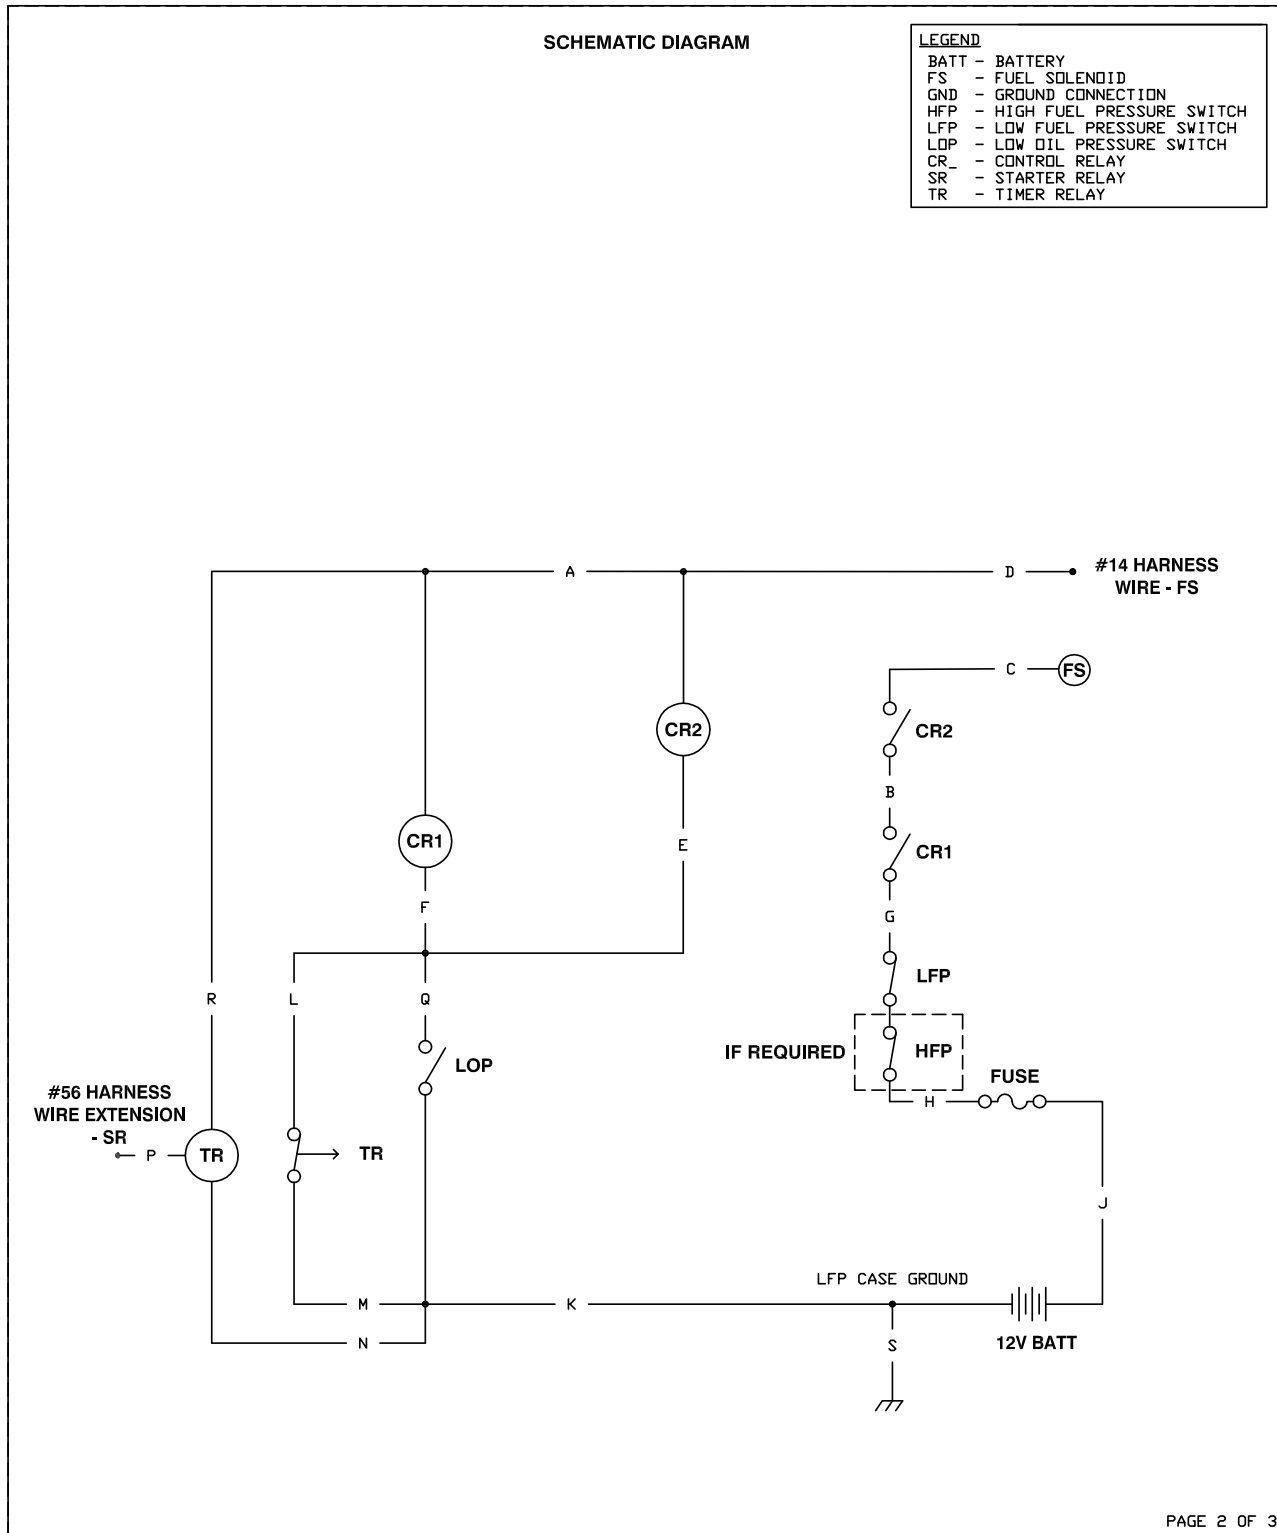 SCHEMATIC DIAGRAM
LEGEND
BATT - BATTERY
FS - FUEL SOLENOID
GND - GROUND CONNECTION
HFP - HIGH FUEL PRESSURE SWITCH
LFP - LOW FUEL PRESSURE SWITCH
LOP - LOW OIL PRESSURE SWITCH
CR_ - CONTROL RELAY
SR - STARTER RELAY
TR - TIMER RELAY
A
D
#14 HARNESS
WIRE - FS
C
FS
CR2
CR2
B
CR1
E
CR1
F
G
LFP
R
L
Q
IF REQUIRED
HFP
LOP
FUSE
H
#56 HARNESS
WIRE EXTENSION
- SR
P
TR
TR
J
LFP CASE GROUND
M
K
N
S
12V BATT
PAGE 2 OF 3